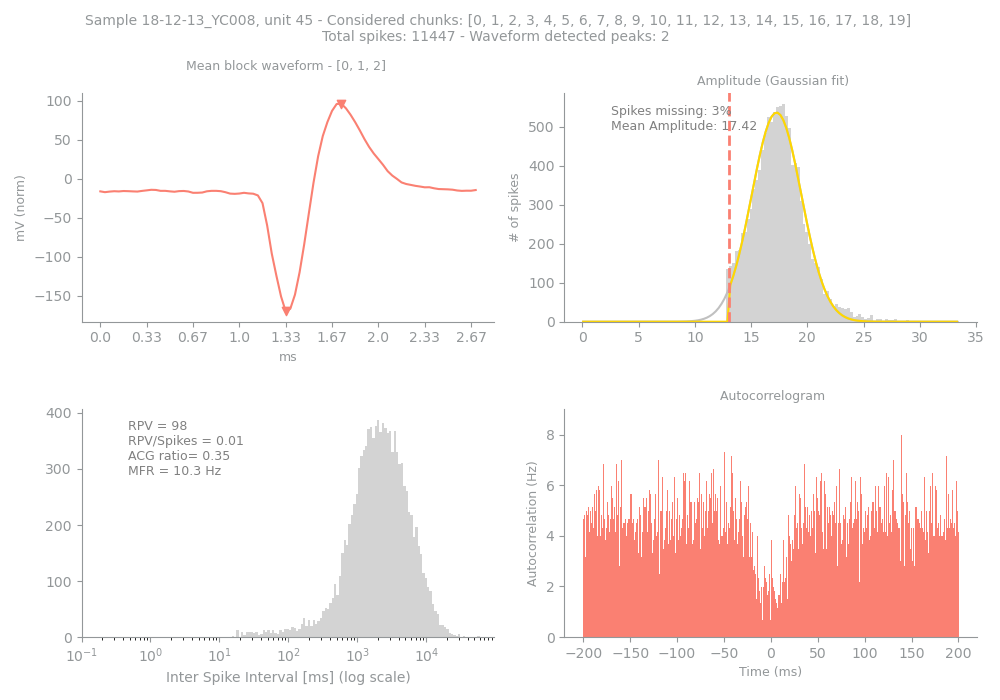 Sample 18-12-13_YC008, unit 45 - Considered chunks: [0, 1, 2, 3, 4, 5, 6, 7, 8, 9, 10, 11, 12, 13, 14, 15, 16, 17, 18, 19]
Total spikes: 11447 - Waveform detected peaks: 2
Mean block waveform - [0, 1, 2]
100
50
0
−50
−100
−150
mV (norm)
0.0 0.33 0.67 1.0 1.33 1.67 2.0 2.33 2.67
ms
Amplitude (Gaussian fit)
Spikes missing: 3%
Mean Amplitude: 17.42
500
400
300
200
100
0
# of spikes
0 5 10 15 20 25 30 35
RPV = 98
RPV/Spikes = 0.01
ACG ratio= 0.35
MFR = 10.3 Hz
400
300
200
100
0
10⁻¹ 10⁰ 10¹ 10² 10³ 10⁴
Inter Spike Interval [ms] (log scale)
Autocorrelogram
8
6
4
2
0
Autocorrelation (Hz)
−200 −150 −100 −50 0 50 100 150 200
Time (ms)